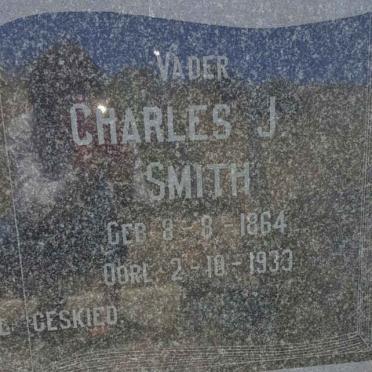 VADER
CHARLES J.
SMITH
GEB 8-8-1864
OORL. 2-10-1933
GESKIED